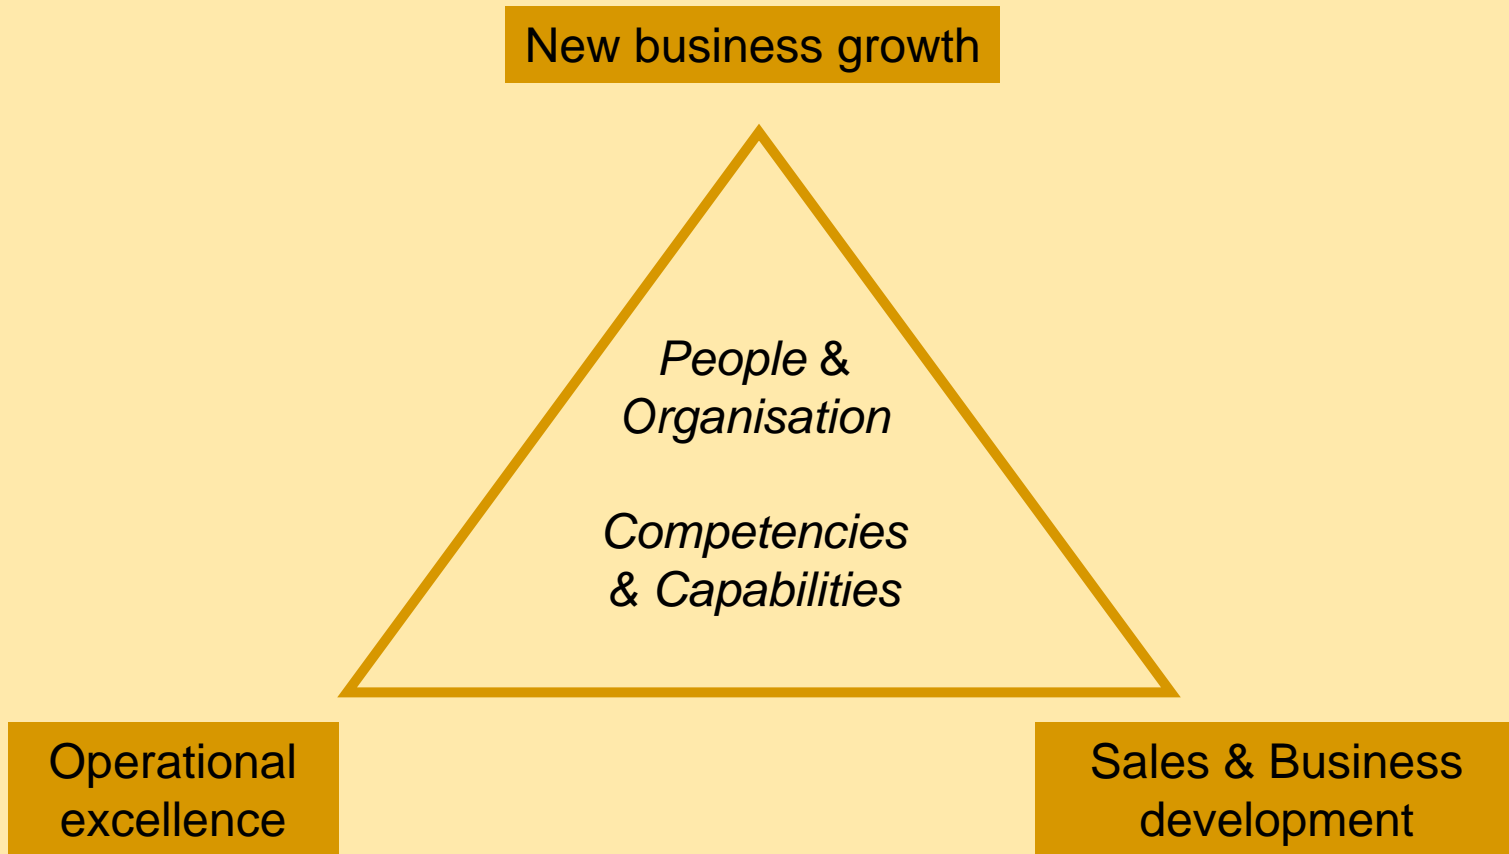 New business growth
People &
Organisation
Competencies
& Capabilities
Operational
excellence
Sales & Business
development